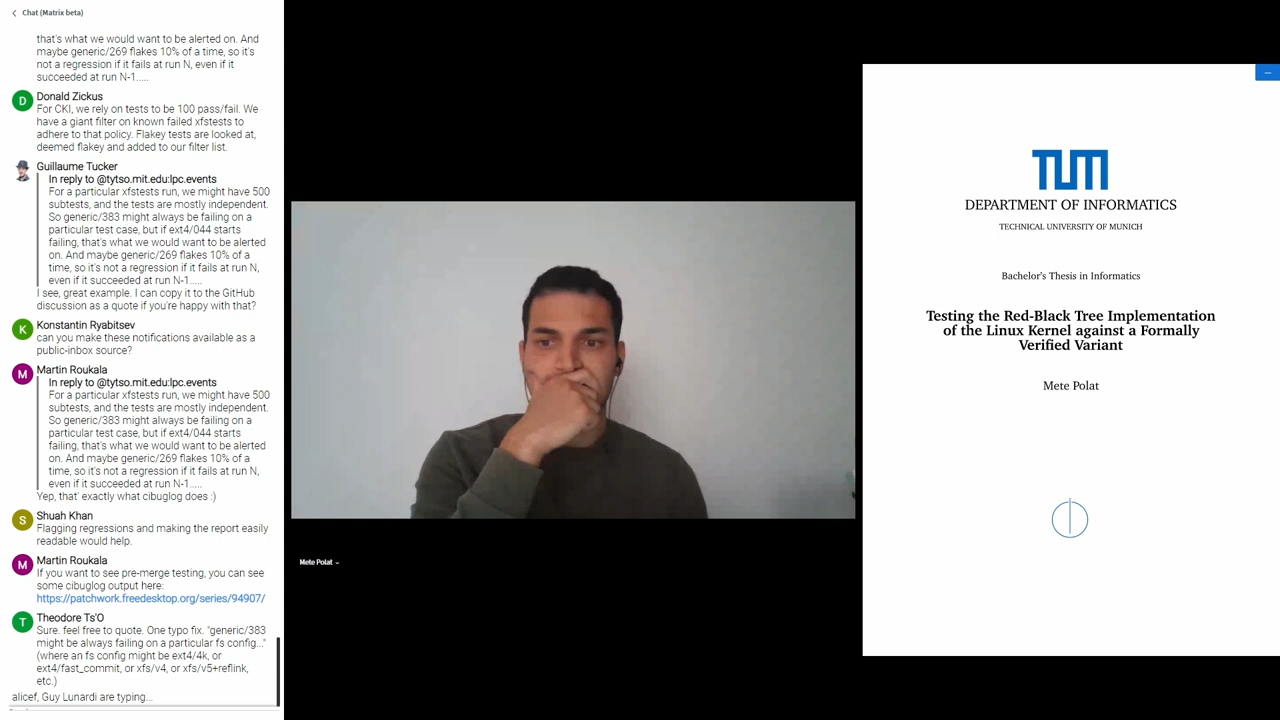 Chat (Matrix beta)
that's what we would want to be alerted on. And
maybe generic/269 flakes 10% of a time, so it's
not a regression if it fails at run N, even if it
succeeded at run N-1.....
Donald Zickus
For CKI, we rely on tests to be 100 pass/fail. We
have a giant filter on known failed xfstests to
adhere to that policy. Flakey tests are looked at,
deemed flakey and added to our filter list.
Guillaume Tucker
In reply to @tytso.mit.edu:lpc.events
For a particular xfstests run, we might have 500
subtests, and the tests are mostly independent.
So generic/383 might always be failing on a
particular test case, but if ext4/044 starts
failing, that's what we would want to be alerted
on. And maybe generic/269 flakes 10% of a
time, so it's not a regression if it fails at run N,
even if it succeeded at run N-1.....
I see, great example. I can copy it to the GitHub
discussion as a quote if you're happy with that?
Konstantin Ryabitsev
can you make these notifications available as a
public-inbox source?
Martin Roukala
In reply to @tytso.mit.edu:lpc.events
For a particular xfstests run, we might have 500
subtests, and the tests are mostly independent.
So generic/383 might always be failing on a
particular test case, but if ext4/044 starts
failing, that's what we would want to be alerted
on. And maybe generic/269 flakes 10% of a
time, so it's not a regression if it fails at run N,
even if it succeeded at run N-1.....
Yep, that' exactly what cibuglog does :)
Shuah Khan
Flagging regressions and making the report easily
readable would help.
Martin Roukala
If you want to see pre-merge testing, you can see
some cibuglog output here:
https://patchwork.freedesktop.org/series/94907/
Theodore Ts'O
Sure. feel free to quote. One typo fix. "generic/383
might be always failing on a particular fs config..."
(where an fs config might be ext4/4k, or
ext4/fast_commit, or xfs/v4, or xfs/v5+reflink,
etc.)
alicef, Guy Lunardi are typing...
D
K
M
S
M
T
Mete Polat
TUM
DEPARTMENT OF INFORMATICS
TECHNICAL UNIVERSITY OF MUNICH
Bachelor's Thesis in Informatics
Testing the Red-Black Tree Implementation
of the Linux Kernel against a Formally
Verified Variant
Mete Polat